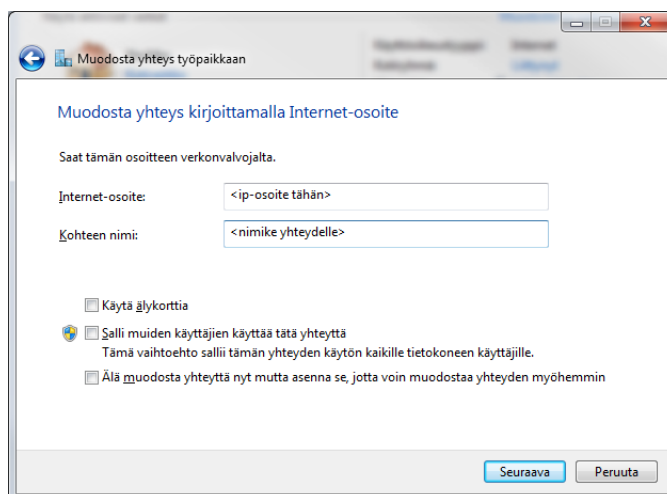 Muodosta yhteys työpaikkaan
Muodosta yhteys kirjoittamalla Internet-osoite
Saat tämän osoitteen verkonvalvojalta.
Internet-osoite: <ip-osoite tähän>
Kohteen nimi: <nimike yhteydelle>
Käytä älykorttia
Salli muiden käyttäjien käyttää tätä yhteyttä
Tämä vaihtoehto sallii tämän yhteyden käytön kaikille tietokoneen käyttäjille.
Älä muodosta yhteyttä nyt mutta asenna se, jotta voin muodostaa yhteyden myöhemmin
Seuraava Peruuta